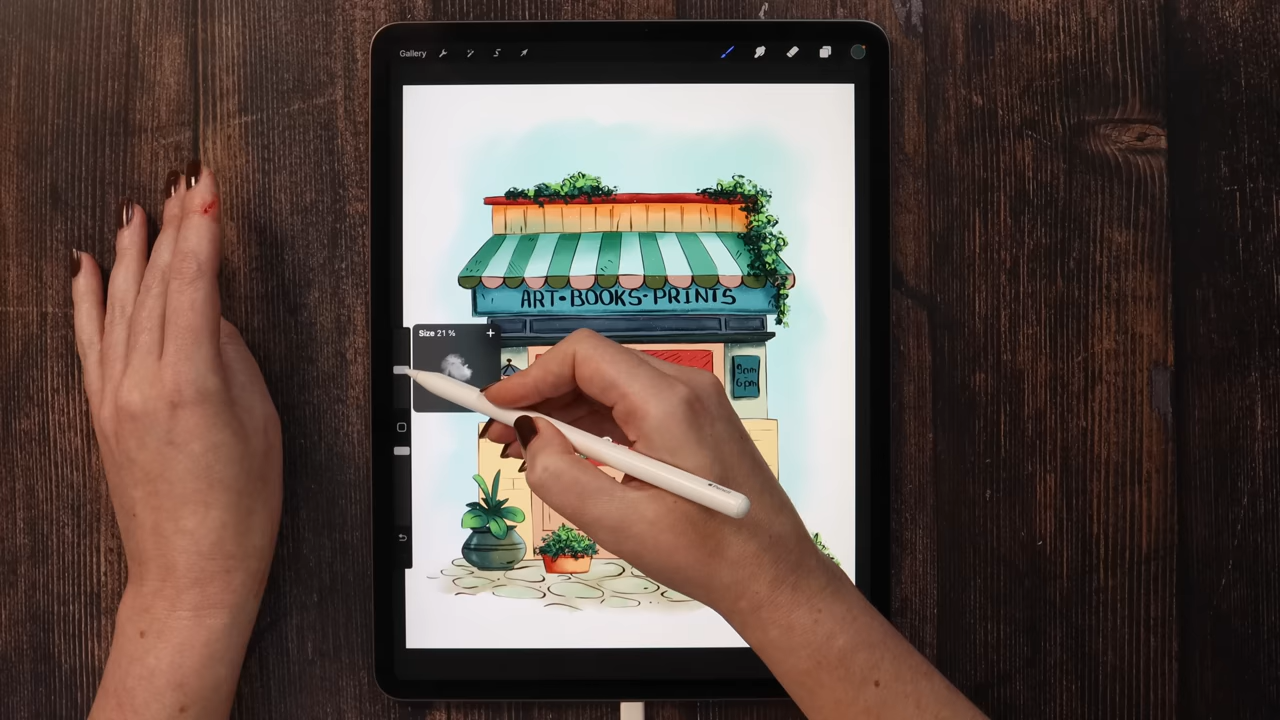 Gallery
ART•BOOKS•PRINTS
Size 21 %
9am
6pm